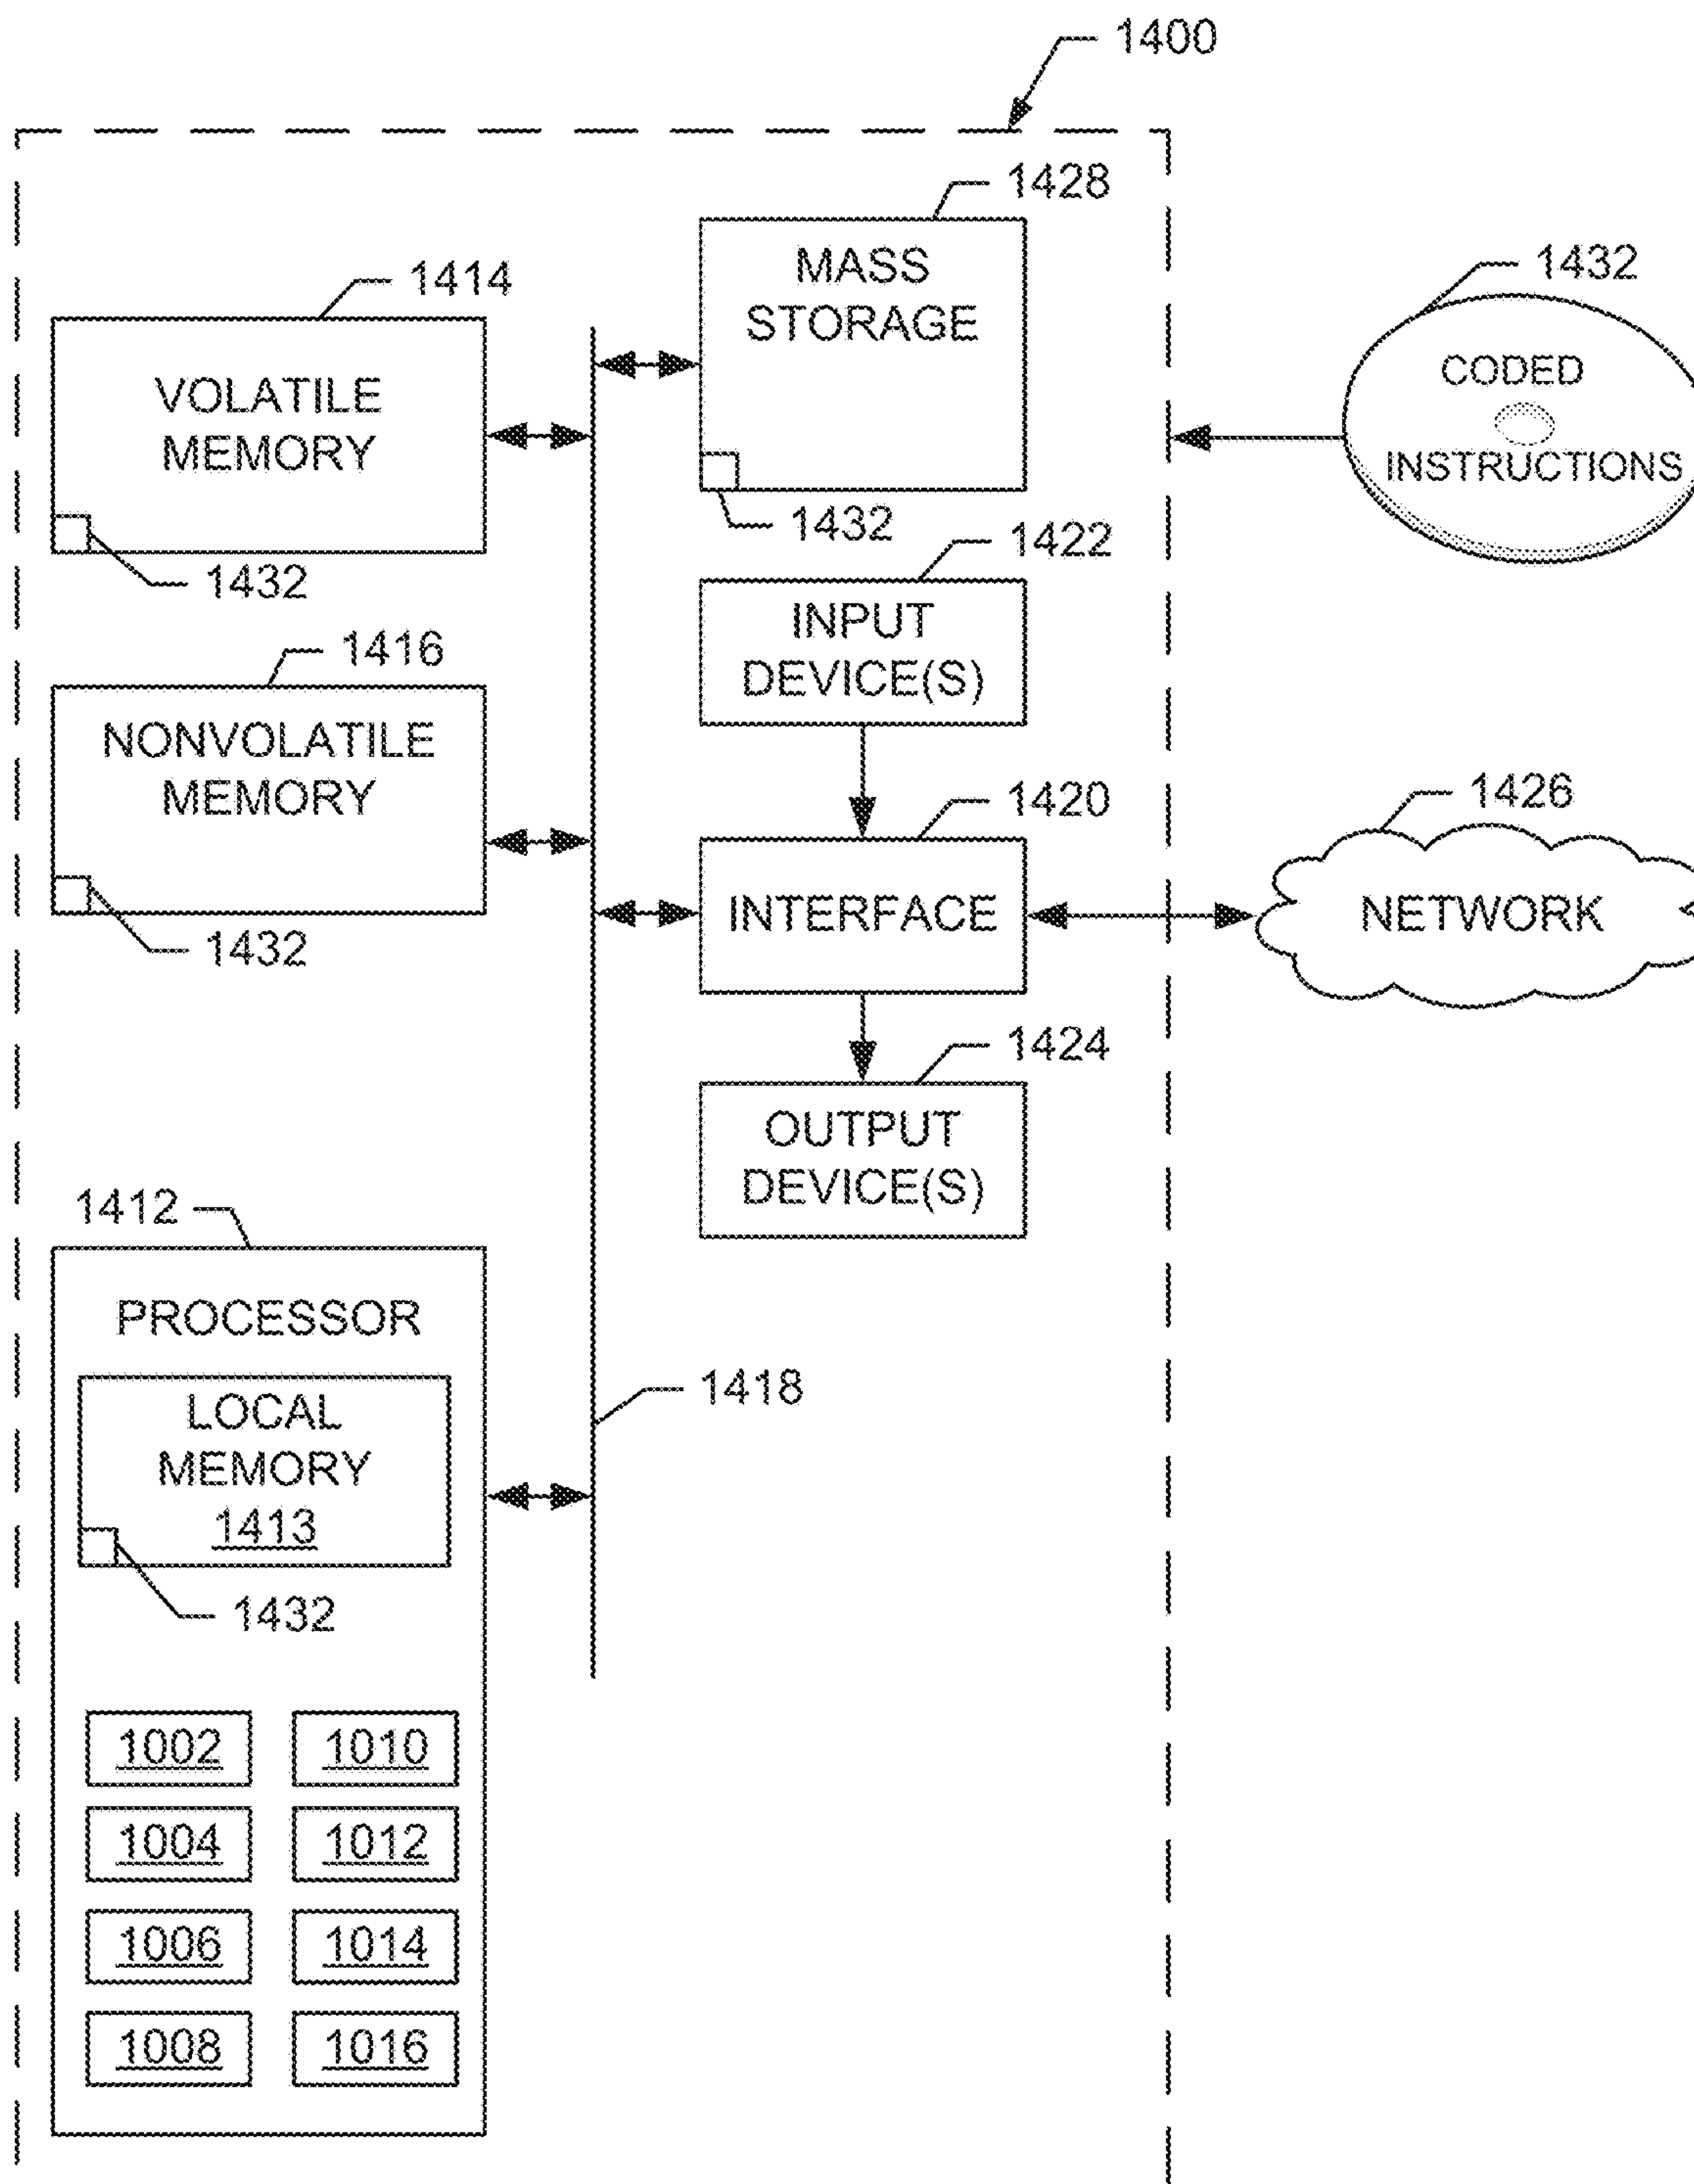 1400
1428
MASS
STORAGE
1432
1414
VOLATILE
MEMORY
1432
1432
CODED
INSTRUCTIONS
1422
INPUT
DEVICE(S)
1416
NONVOLATILE
MEMORY
1432
1420
INTERFACE
1426
NETWORK
1424
OUTPUT
DEVICE(S)
1412
PROCESSOR
LOCAL
MEMORY
1413
1432
1418
1002
1010
1004
1012
1006
1014
1008
1016